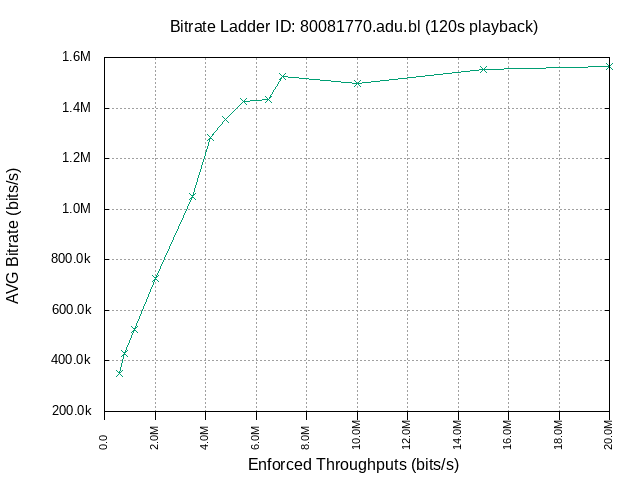 Bitrate Ladder ID: 80081770.adu.bl (120s playback)
1.6M
1.4M
1.2M
1.0M
800.0k
600.0k
400.0k
200.0k
AVG Bitrate (bits/s)
0.0
2.0M
4.0M
6.0M
8.0M
10.0M
12.0M
14.0M
16.0M
18.0M
20.0M
Enforced Throughputs (bits/s)